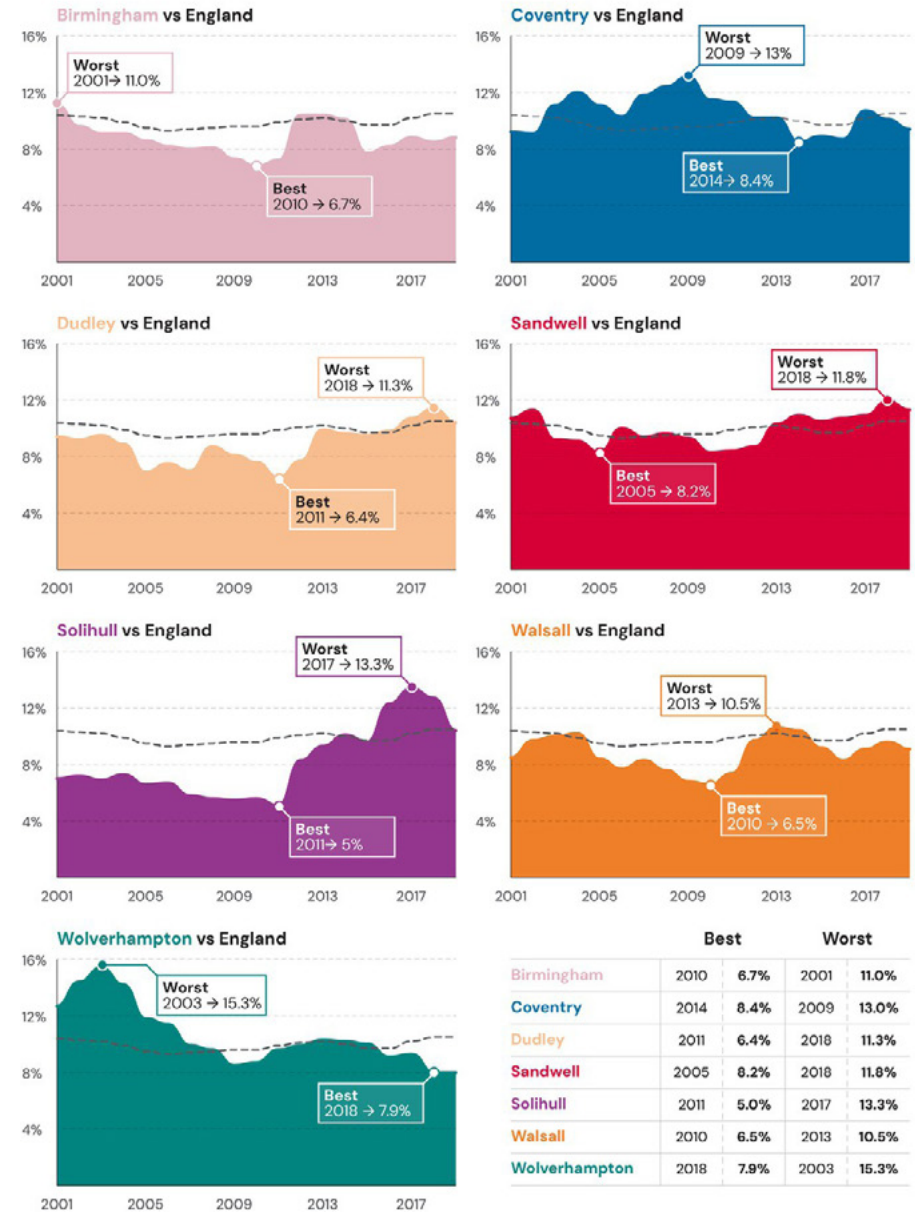 Birmingham vs England
16%
12%
8%
4%
Worst
2001→ 11.0%
Best
2010 → 6.7%
2001 2005 2009 2013 2017
Coventry vs England
16%
12%
8%
4%
Worst
2009 → 13%
Best
2014→ 8.4%
2001 2005 2009 2013 2017
Dudley vs England
16%
12%
8%
4%
Worst
2018 → 11.3%
Best
2011 → 6.4%
2001 2005 2009 2013 2017
Sandwell vs England
16%
12%
8%
4%
Worst
2018 → 11.8%
Best
2005 → 8.2%
2001 2005 2009 2013 2017
Solihull vs England
16%
12%
8%
4%
Worst
2017 → 13.3%
Best
2011→ 5%
2001 2005 2009 2013 2017
Walsall vs England
16%
12%
8%
4%
Worst
2013 → 10.5%
Best
2010 → 6.5%
2001 2005 2009 2013 2017
Wolverhampton vs England
16%
12%
8%
4%
Worst
2003 → 15.3%
Best
2018 → 7.9%
2001 2005 2009 2013 2017
Best Worst
Birmingham 2010 6.7% 2001 11.0%
Coventry 2014 8.4% 2009 13.0%
Dudley 2011 6.4% 2018 11.3%
Sandwell 2005 8.2% 2018 11.8%
Solihull 2011 5.0% 2017 13.3%
Walsall 2010 6.5% 2013 10.5%
Wolverhampton 2018 7.9% 2003 15.3%